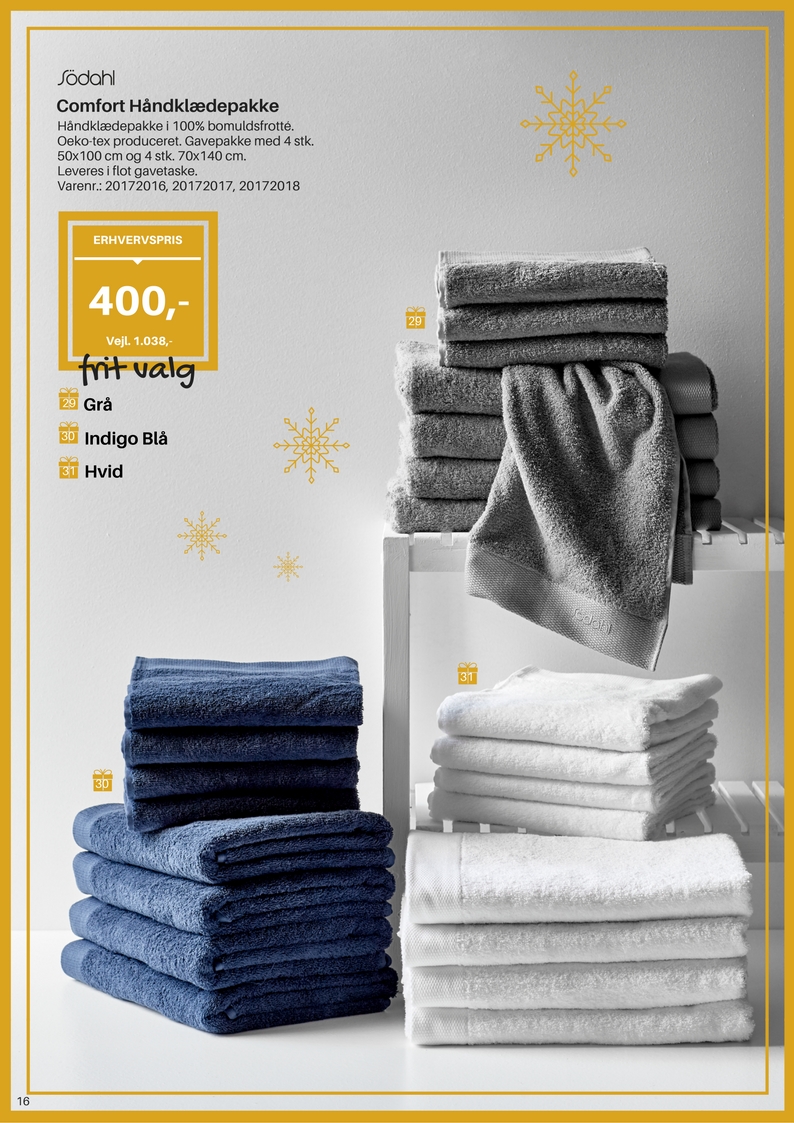 Södahl
Comfort Håndklædepakke
Håndklædepakke i 100% bomuldsfrotté.
Oeko-tex produceret. Gavepakke med 4 stk.
50x100 cm og 4 stk. 70x140 cm.
Leveres i flot gavetaske.
Varenr.: 20172016, 20172017, 20172018
ERHVERVSPRIS
400,-
Vejl. 1.038,-
frit valg
29 Grå
30 Indigo Blå
31 Hvid
29
södahl
31
30
16